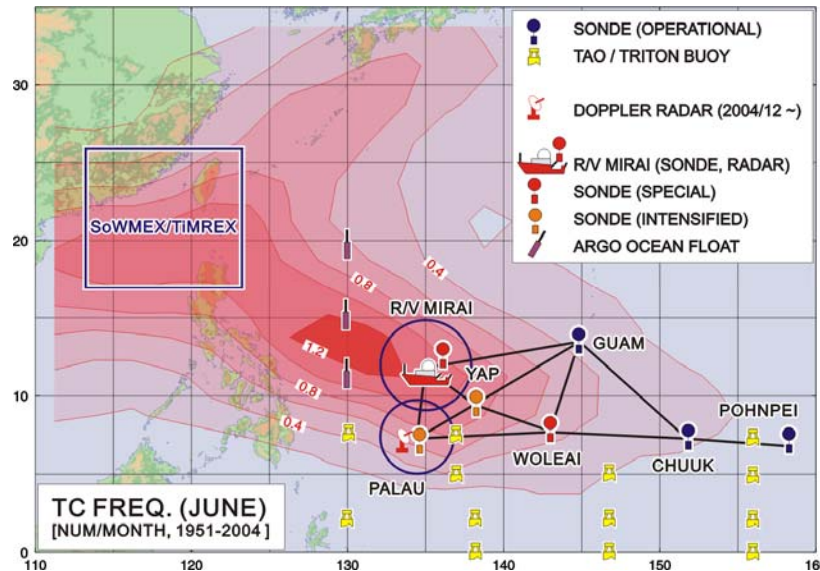 SONDE (OPERATIONAL)
TAO / TRITON BUOY
DOPPLER RADAR (2004/12 ~)
R/V MIRAI (SONDE, RADAR)
SONDE (SPECIAL)
SONDE (INTENSIFIED)
ARGO OCEAN FLOAT
30
SoWMEX/TiMREX
20
0.4
0.8
R/V MIRAI
1.2
GUAM
YAP
10
0.8
0.4
POHNPEI
WOLEAI
CHUUK
PALAU
TC FREQ. (JUNE)
[NUM/MONTH, 1951-2004 ]
0
110
120
130
140
150
16